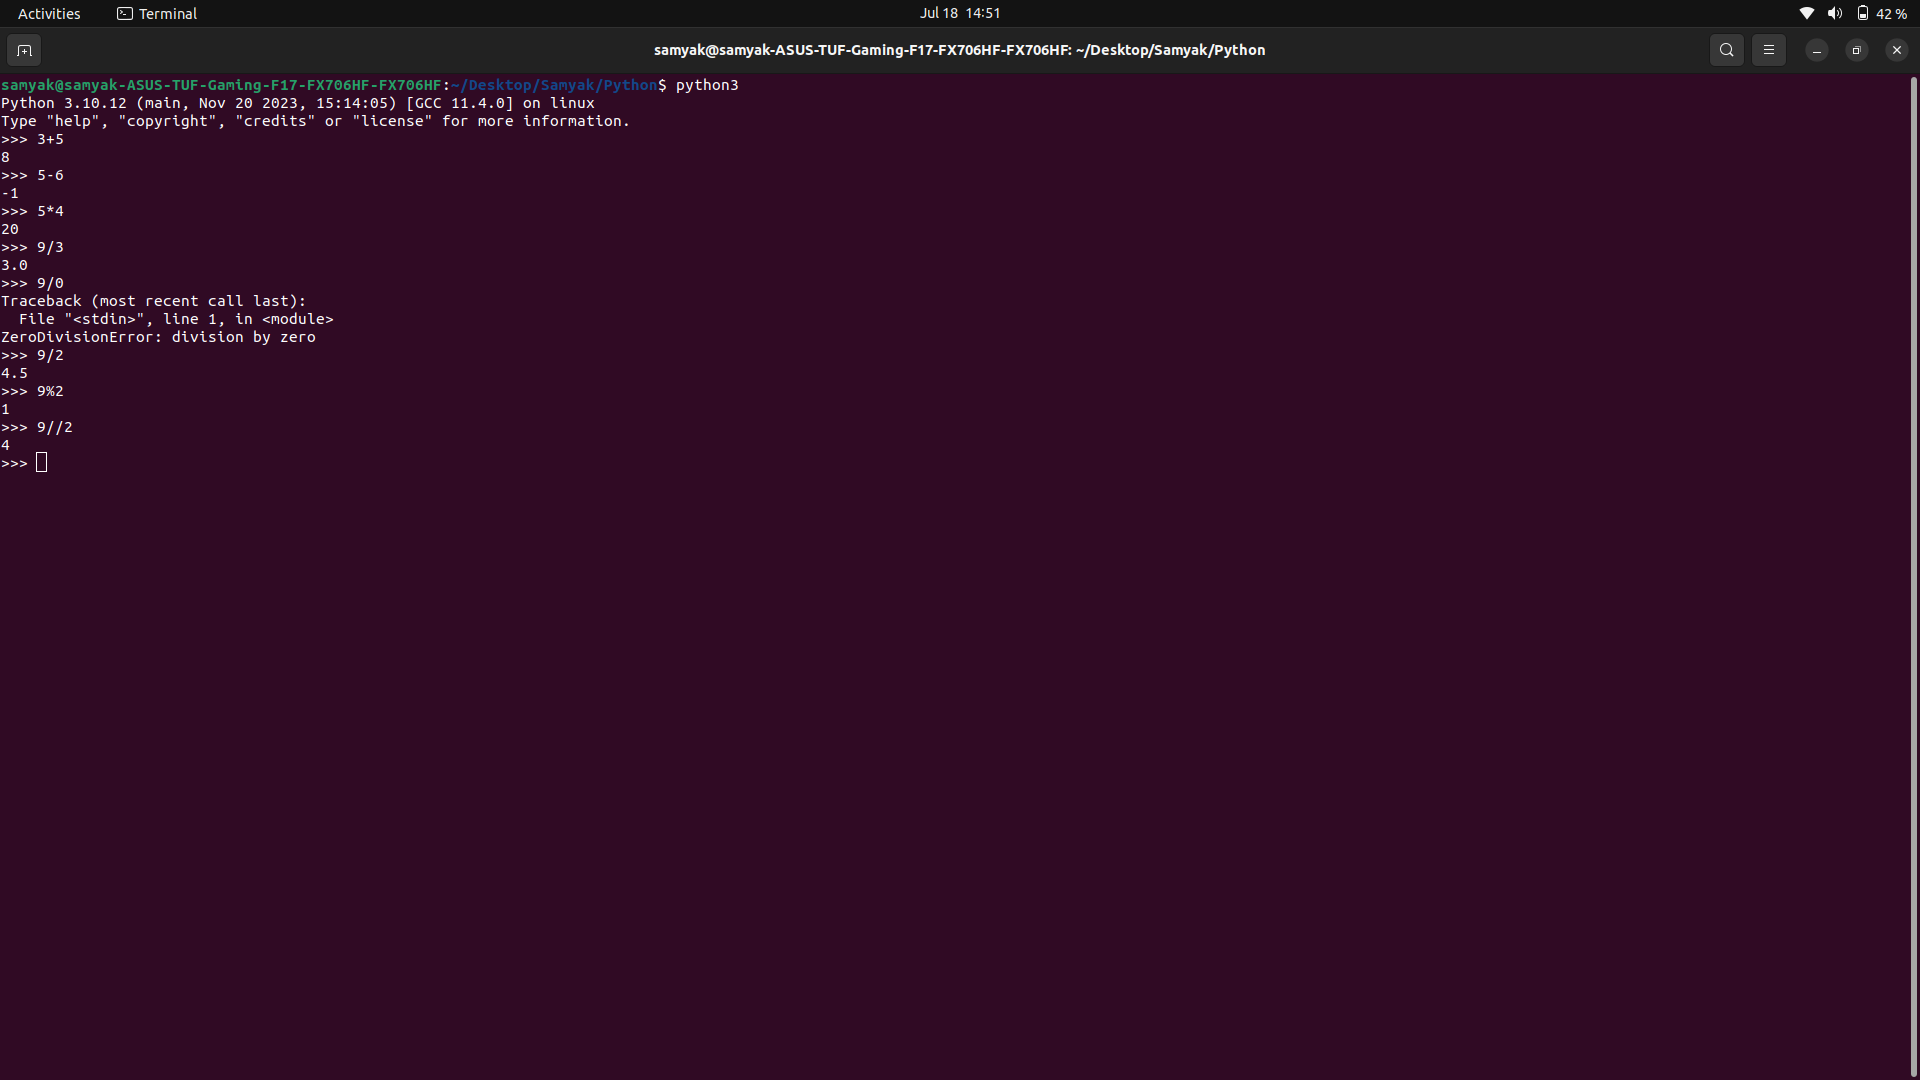 Activities Terminal Jul 18 14:51 42 %
samyak@samyak-ASUS-TUF-Gaming-F17-FX706HF-FX706HF: ~/Desktop/Samyak/Python
samyak@samyak-ASUS-TUF-Gaming-F17-FX706HF-FX706HF:~/Desktop/Samyak/Python$ python3
Python 3.10.12 (main, Nov 20 2023, 15:14:05) [GCC 11.4.0] on linux
Type "help", "copyright", "credits" or "license" for more information.
>>> 3+5
8
>>> 5-6
-1
>>> 5*4
20
>>> 9/3
3.0
>>> 9/0
Traceback (most recent call last):
  File "<stdin>", line 1, in <module>
ZeroDivisionError: division by zero
>>> 9/2
4.5
>>> 9%2
1
>>> 9//2
4
>>>